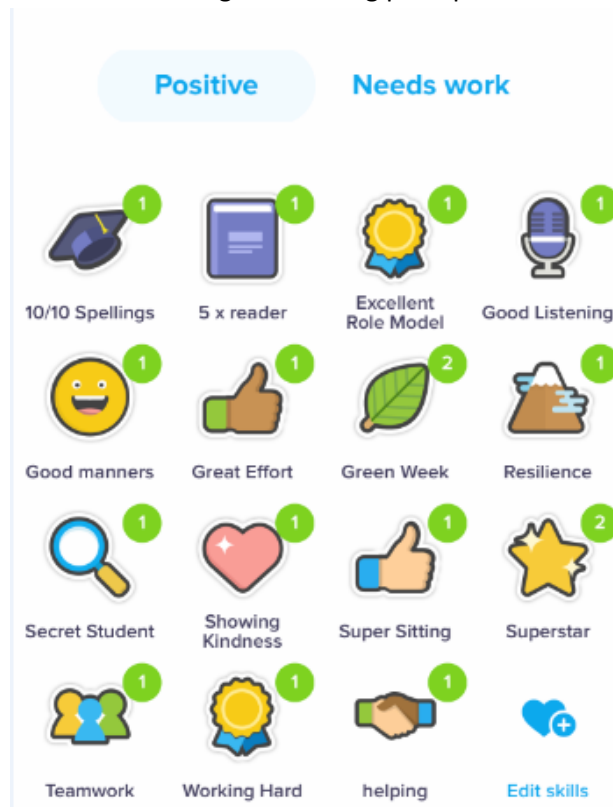 Positive Needs work
1 1 1 1
10/10 Spellings 5 x reader Excellent Role Model Good Listening
1 1 2 1
Good manners Great Effort Green Week Resilience
1 1 1 2
Secret Student Showing Kindness Super Sitting Superstar
1 1 1
Teamwork Working Hard helping Edit skills